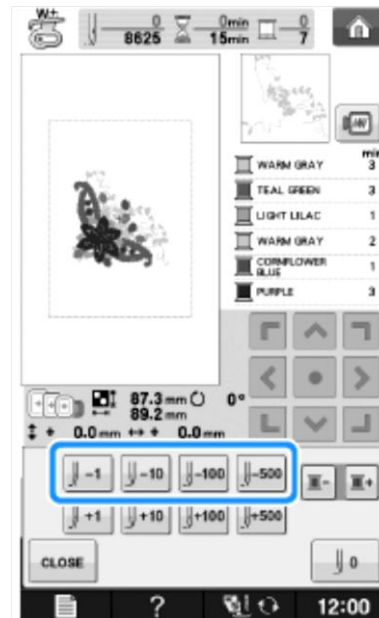 W+
0 0min 0
8625 15min 7
min
WARM GRAY 3
TEAL GREEN 3
LIGHT LILAC 1
WARM GRAY 2
CORNFLOWER
BLUE 1
PURPLE 3
87.3 mm 0°
89.2 mm
0.0 mm 0.0 mm
-1 -10 -100 -500
+1 +10 +100 +500
CLOSE 0
? 12:00